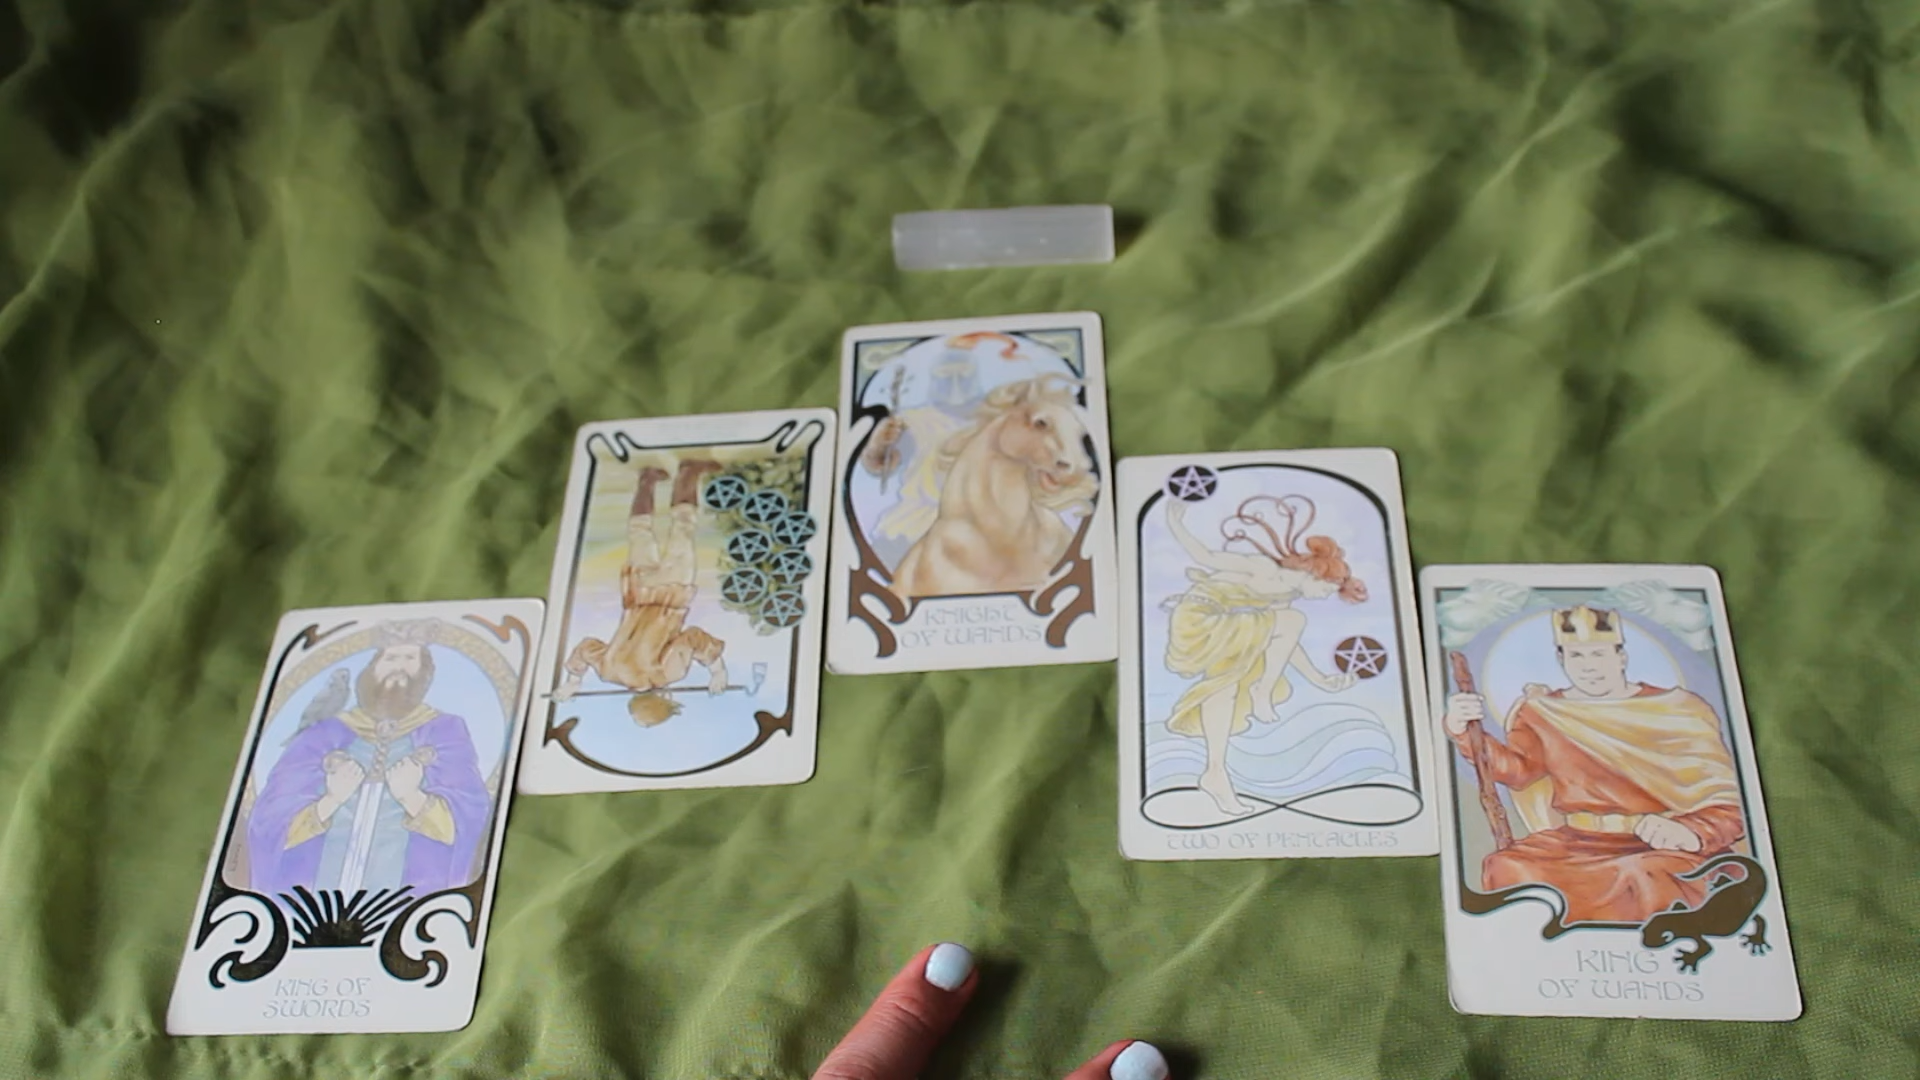 KNIGHT
OF WANDS
TWO OF PENTACLES
KING OF
SWORDS
KING
OF WANDS